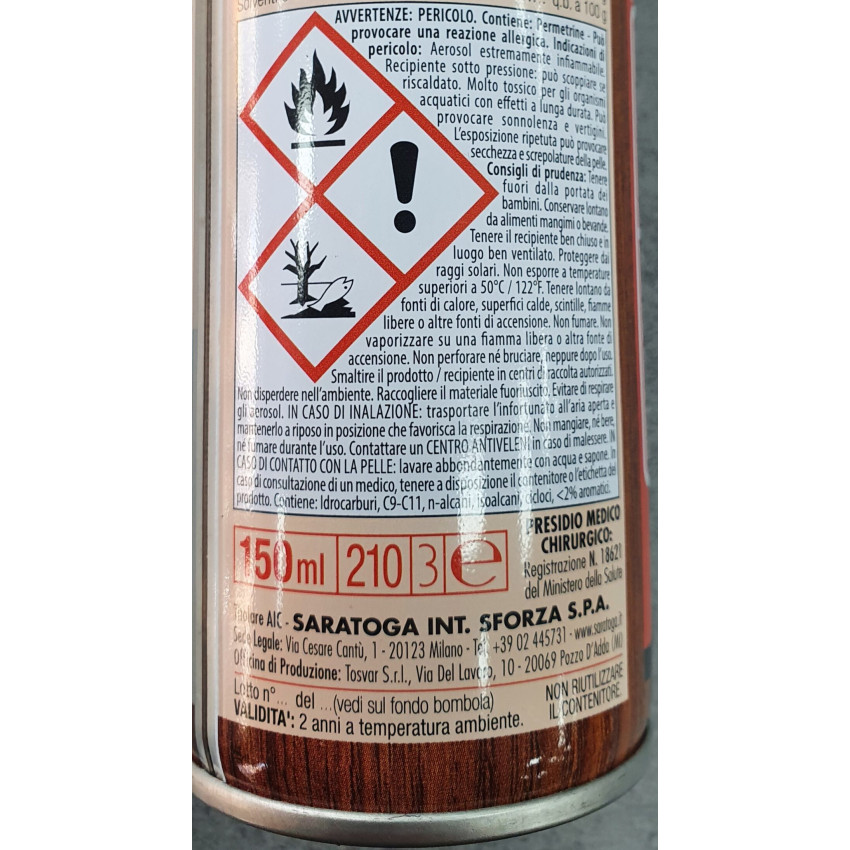 q.b. a 100 g
AVVERTENZE: PERICOLO. Contiene: Permetrine - Può
provocare una reazione allergica. Indicazioni di
pericolo: Aerosol estremamente infiammabile.
Recipiente sotto pressione: può scoppiare se
riscaldato. Molto tossico per gli organismi
acquatici con effetti a lunga durata. Può
provocare sonnolenza e vertigini.
L'esposizione ripetuta può provocare
secchezza e screpolature della pelle.
Consigli di prudenza: Tenere
fuori dalla portata dei
bambini. Conservare lontano
da alimenti mangimi o bevande.
Tenere il recipiente ben chiuso e in
luogo ben ventilato. Proteggere dai
raggi solari. Non esporre a temperature
superiori a 50°C / 122°F. Tenere lontano da
fonti di calore, superfici calde, scintille, fiamme
libere o altre fonti di accensione. Non fumare. Non
vaporizzare su una fiamma libera o altra fonte di
accensione. Non perforare né bruciare, neppure dopo l'uso.
Smaltire il prodotto / recipiente in centri di raccolta autorizzati.
Non disperdere nell'ambiente. Raccogliere il materiale fuoriuscito. Evitare di respirare
gli aerosol. IN CASO DI INALAZIONE: trasportare l'infortunato all'aria aperta e
mantenerlo a riposo in posizione che favorisca la respirazione. Non mangiare, né bere,
né fumare durante l'uso. Contattare un CENTRO ANTIVELENI in caso di malessere. IN
CASO DI CONTATTO CON LA PELLE: lavare abbondantemente con acqua e sapone. In
caso di consultazione di un medico, tenere a disposizione il contenitore o l'etichetta del
prodotto. Contiene: Idrocarburi, C9-C11, n-alcani, isoalcani, cicloci, <2% aromatici.
150ml 210 3 e
PRESIDIO MEDICO
CHIRURGICO:
Registrazione N. 18621
del Ministero della Salute
Titolare AIC - SARATOGA INT. SFORZA S.P.A.
Sede Legale: Via Cesare Cantù, 1 - 20123 Milano - Tel. +39 02 445731 - www.saratoga.it
Officina di Produzione: Tosvar S.r.l., Via Del Lavoro, 10 - 20069 Pozzo D'Adda (MI)
Lotto n°... del ...(vedi sul fondo bombola)
VALIDITA': 2 anni a temperatura ambiente.
NON RIUTILIZZARE
IL CONTENITORE.